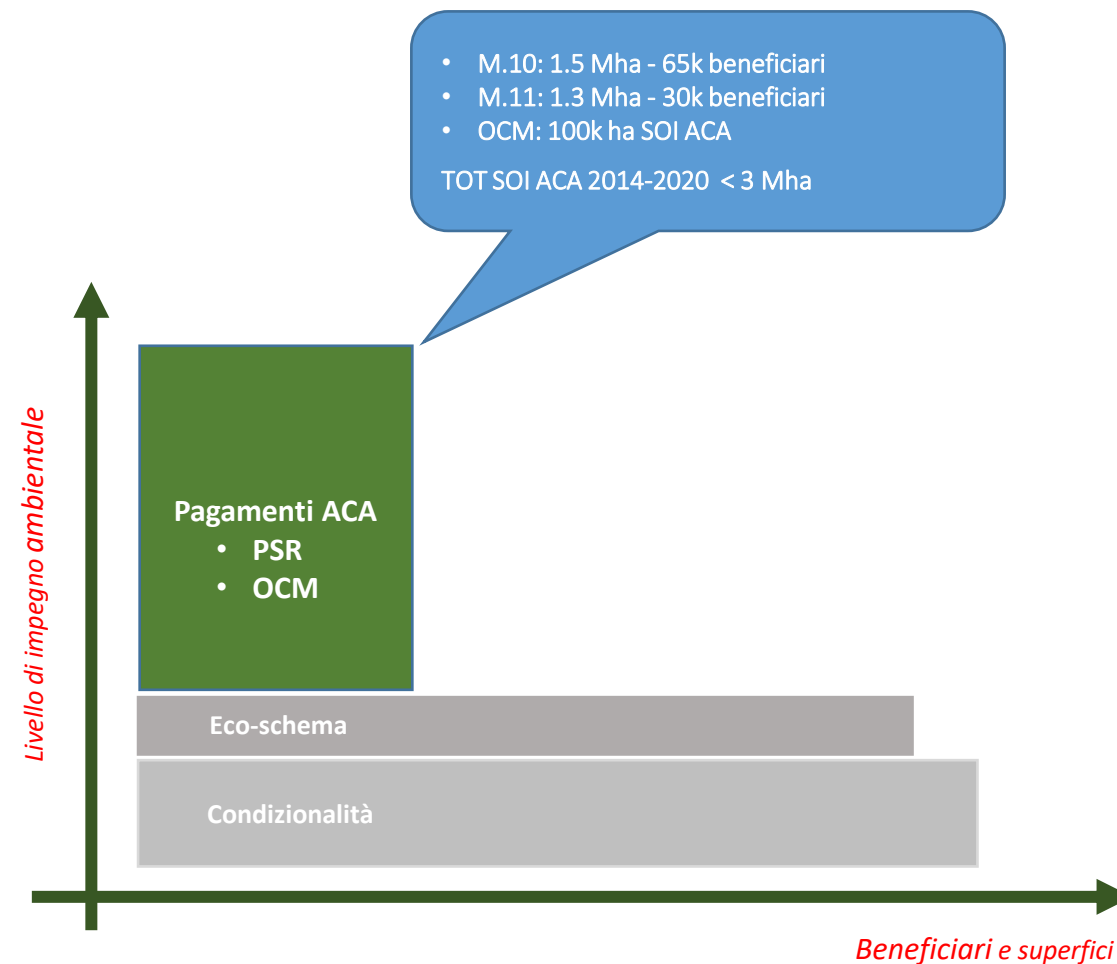 • M.10: 1.5 Mha - 65k beneficiari
• M.11: 1.3 Mha - 30k beneficiari
• OCM: 100k ha SOI ACA
TOT SOI ACA 2014-2020 < 3 Mha
Livello di impegno ambientale
Pagamenti ACA
• PSR
• OCM
Eco-schema
Condizionalità
Beneficiari e superfici